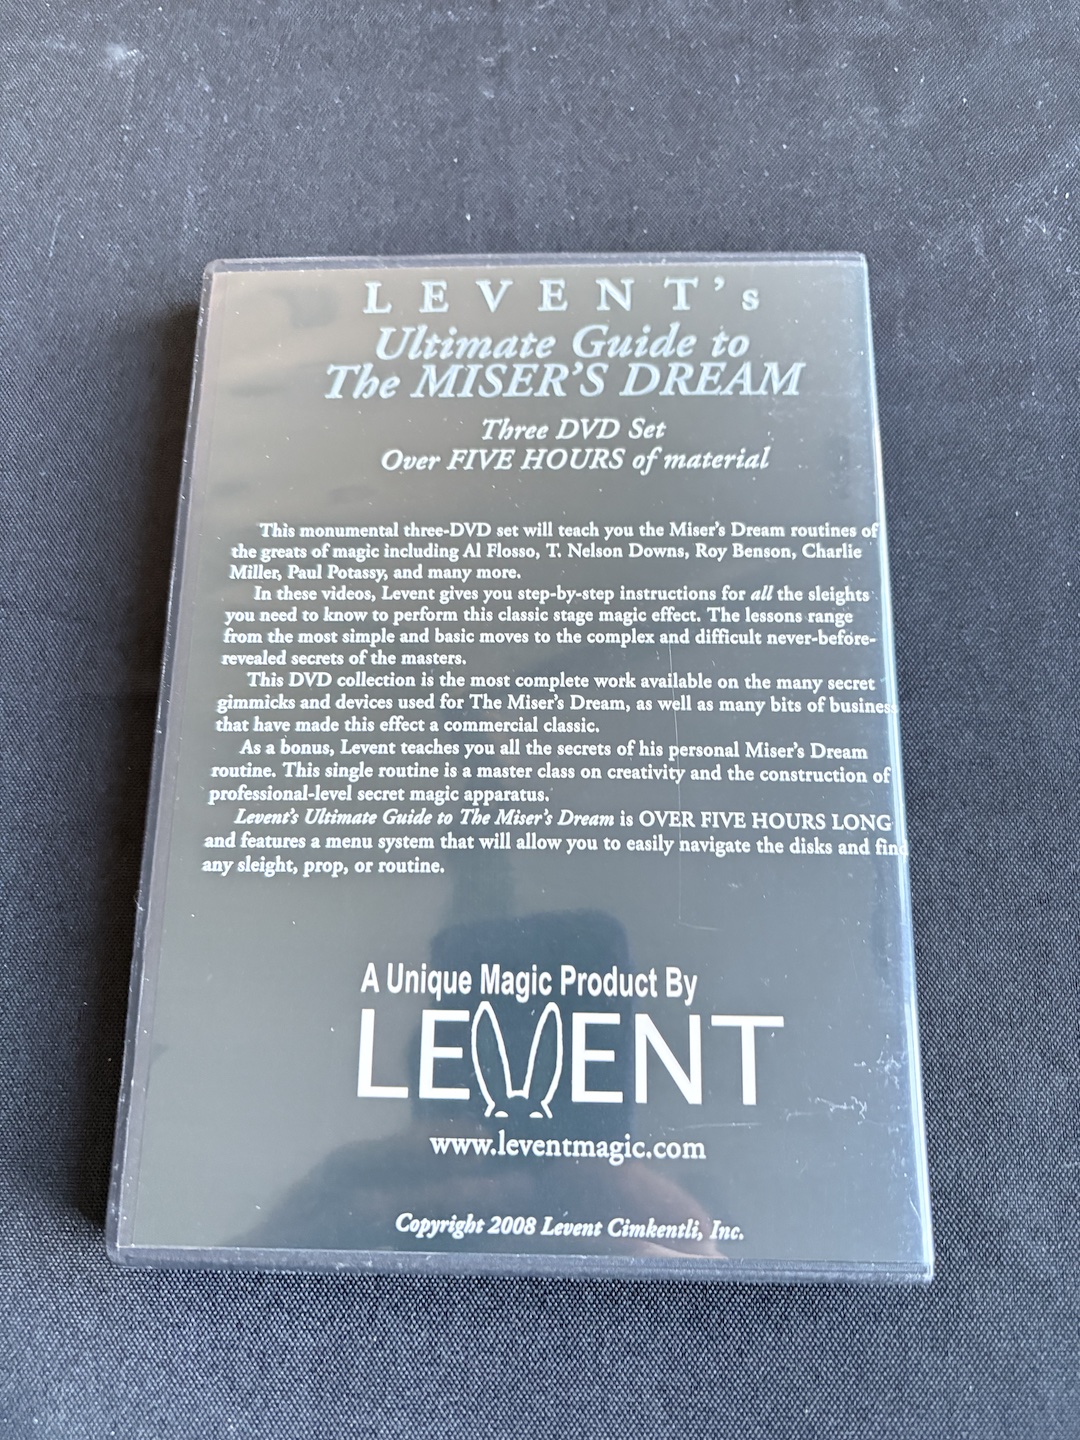 LEVENT's
Ultimate Guide to
The MISER'S DREAM
Three DVD Set
Over FIVE HOURS of material
This monumental three-DVD set will teach you the Miser's Dream routines of
the greats of magic including Al Flosso, T. Nelson Downs, Roy Benson, Charlie
Miller, Paul Potassy, and many more.
In these videos, Levent gives you step-by-step instructions for all the sleights
you need to know to perform this classic stage magic effect. The lessons range
from the most simple and basic moves to the complex and difficult never-before-
revealed secrets of the masters.
This DVD collection is the most complete work available on the many secret
gimmicks and devices used for The Miser's Dream, as well as many bits of business
that have made this effect a commercial classic.
As a bonus, Levent teaches you all the secrets of his personal Miser's Dream
routine. This single routine is a master class on creativity and the construction of
professional-level secret magic apparatus.
Levent's Ultimate Guide to The Miser's Dream is OVER FIVE HOURS LONG
and features a menu system that will allow you to easily navigate the disks and find
any sleight, prop, or routine.
A Unique Magic Product By
LEVENT
www.leventmagic.com
Copyright 2008 Levent Cimkentli, Inc.